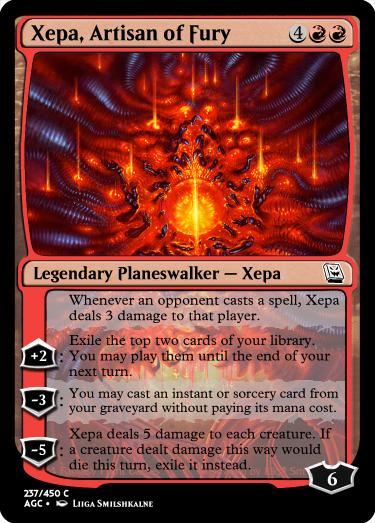 Xepa, Artisan of Fury 4
Legendary Planeswalker — Xepa
Whenever an opponent casts a spell, Xepa
deals 3 damage to that player.
Exile the top two cards of your library.
+2: You may play them until the end of your
next turn.
-3: You may cast an instant or sorcery card from
your graveyard without paying its mana cost.
Xepa deals 5 damage to each creature. If
-5: a creature dealt damage this way would
die this turn, exile it instead.
6
237/450 C
AGC • Liiga Smilshkalne